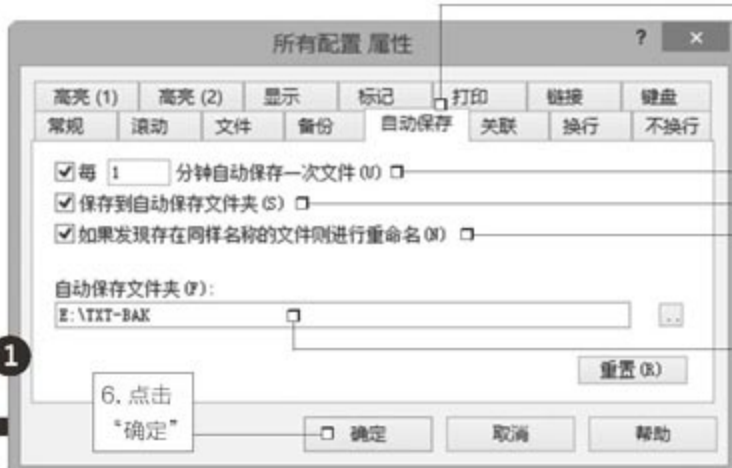 所有配置 属性
? ×
高亮 (1) 高亮 (2) 显示 标记 打印 链接 键盘
常规 滚动 文件 备份 自动保存 关联 换行 不换行
每 1 分钟自动保存一次文件(U)
保存到自动保存文件夹(S)
如果发现存在同样名称的文件则进行重命名(N)
自动保存文件夹(F):
E:\TXT-BAK
..
重置(R)
1
6. 点击
“确定”
确定 取消 帮助